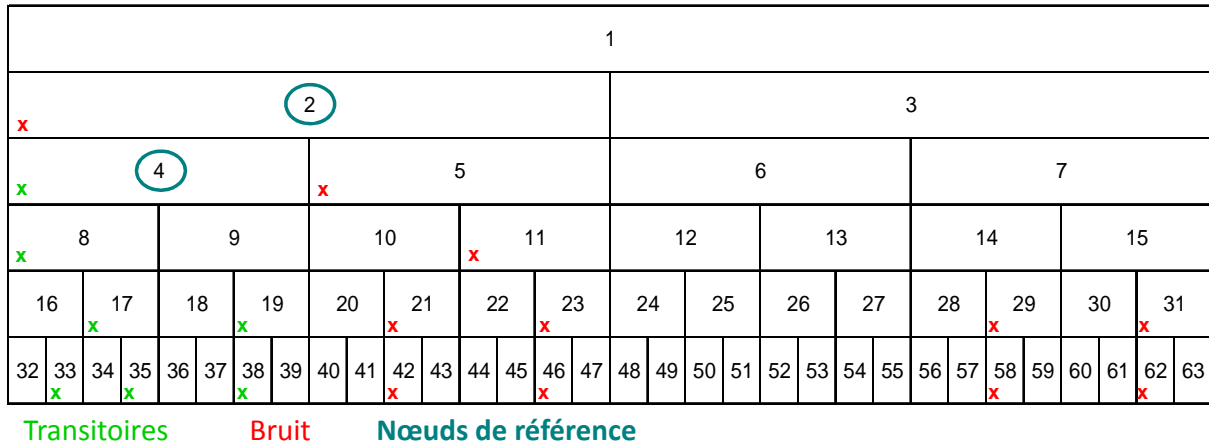 1
2 3
x
4 5 6 7
x x
8 9 10 11 12 13 14 15
x x
16 17 18 19 20 21 22 23 24 25 26 27 28 29 30 31
x x x x x x
32 33 34 35 36 37 38 39 40 41 42 43 44 45 46 47 48 49 50 51 52 53 54 55 56 57 58 59 60 61 62 63
x x x x x x x
Transitoires Bruit Nœuds de référence